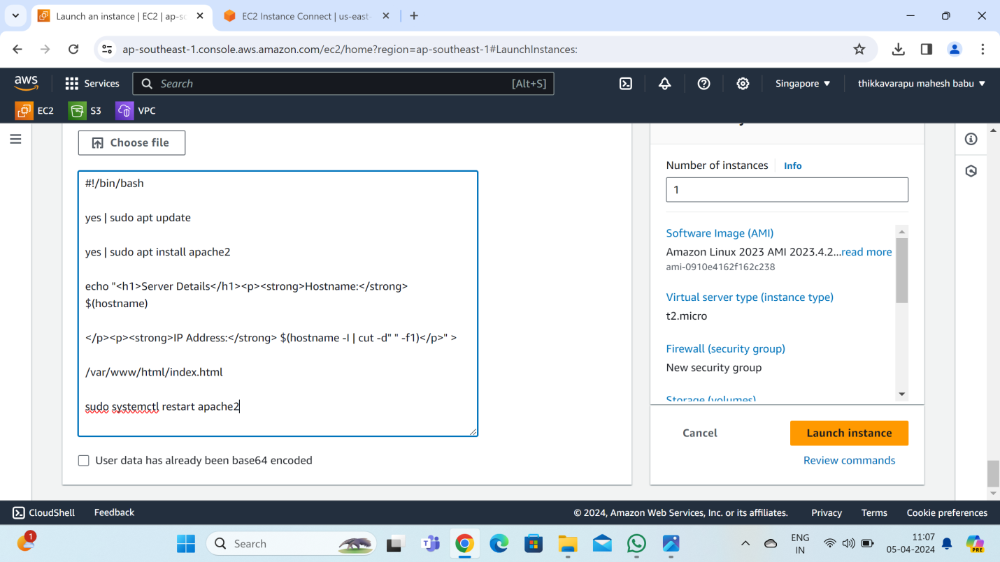 Launch an instance | EC2 | ap-so
EC2 Instance Connect | us-east-
ap-southeast-1.console.aws.amazon.com/ec2/home?region=ap-southeast-1#LaunchInstances:
aws
Services
Search
[Alt+S]
Singapore
thikkavarapu mahesh babu
EC2
S3
VPC
Choose file
#!/bin/bash
yes | sudo apt update
yes | sudo apt install apache2
echo "<h1>Server Details</h1><p><strong>Hostname:</strong>
$(hostname)
</p><p><strong>IP Address:</strong> $(hostname -I | cut -d" " -f1)</p>" >
/var/www/html/index.html
sudo systemctl restart apache2
User data has already been base64 encoded
Number of instances
Info
1
Software Image (AMI)
Amazon Linux 2023 AMI 2023.4.2...read more
ami-0910e4162f162c238
Virtual server type (instance type)
t2.micro
Firewall (security group)
New security group
Storage (volumes)
Cancel
Launch instance
Review commands
CloudShell
Feedback
© 2024, Amazon Web Services, Inc. or its affiliates.
Privacy
Terms
Cookie preferences
1
Search
ENG
IN
11:07
05-04-2024
PRE